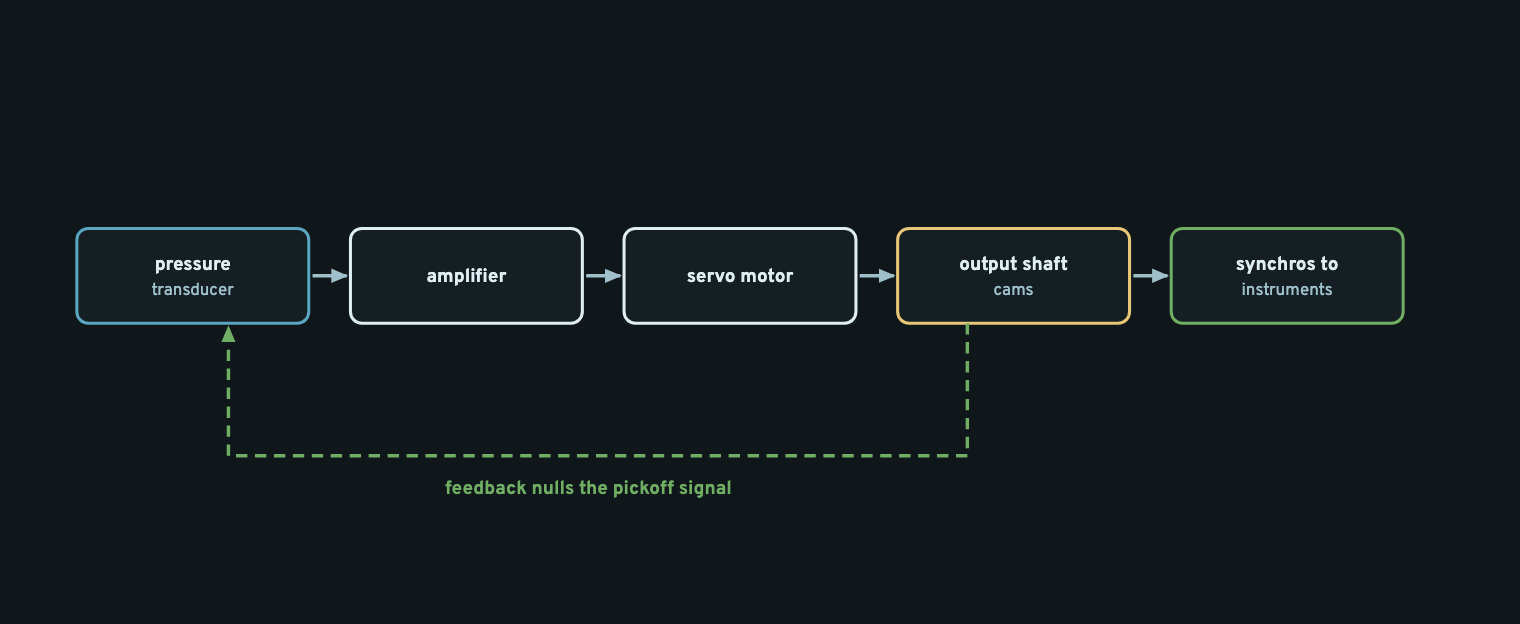 pressure
transducer
amplifier
servo motor
output shaft
cams
synchros to
instruments
feedback nulls the pickoff signal